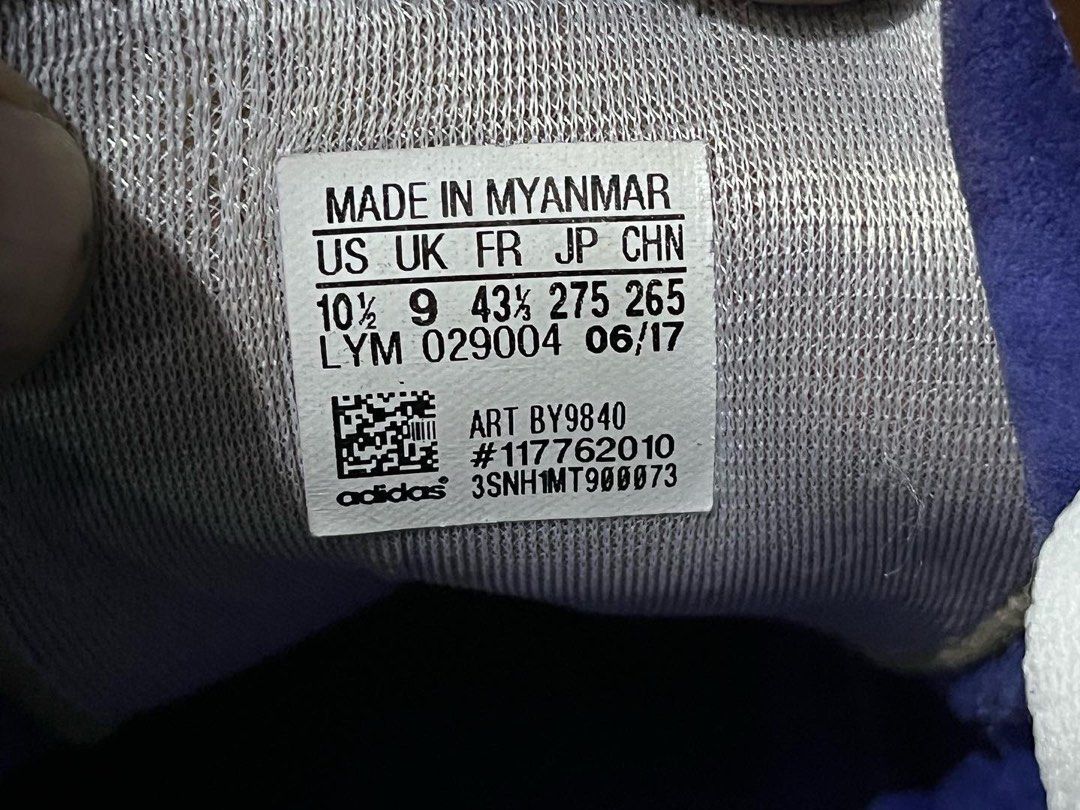 MADE IN MYANMAR
US UK FR JP CHN
10½ 9 43⅓ 275 265
LYM 029004 06/17
ART BY9840
#117762010
adidas® 3SNH1MT900073